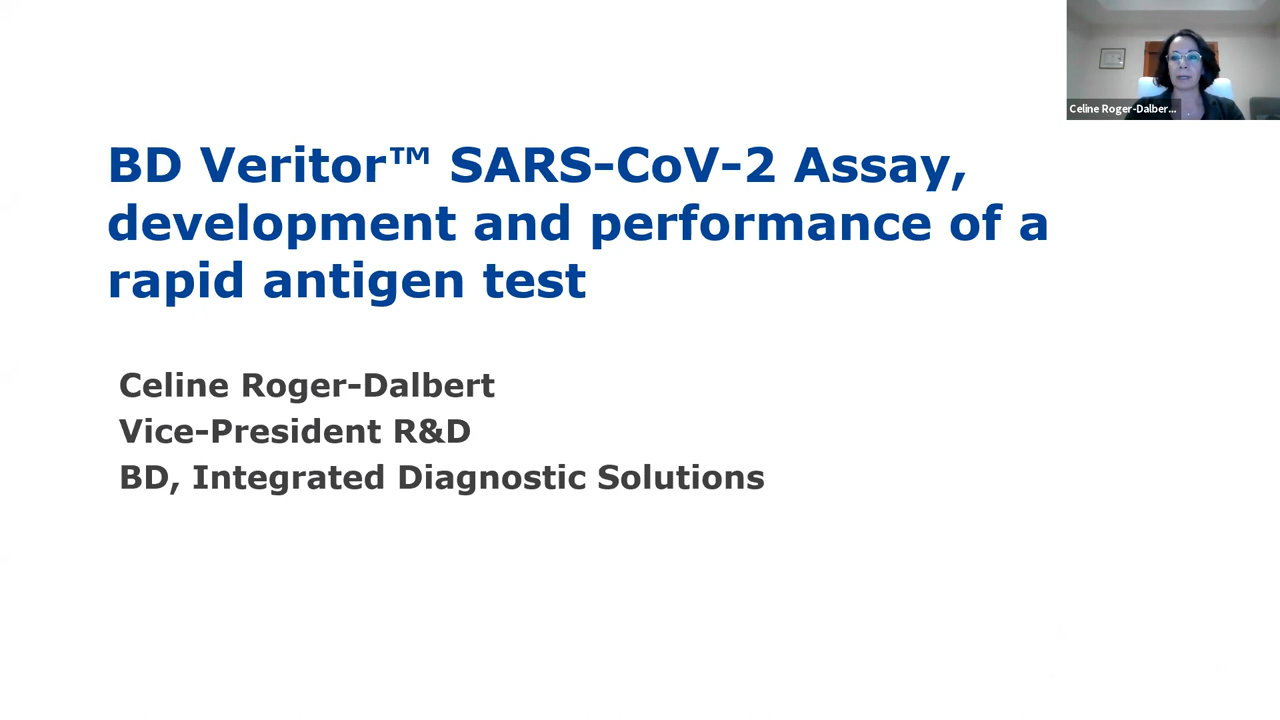 BD Veritor™ SARS-CoV-2 Assay,
development and performance of a
rapid antigen test
Celine Roger-Dalbert
Vice-President R&D
BD, Integrated Diagnostic Solutions
Celine Roger-Dalber...